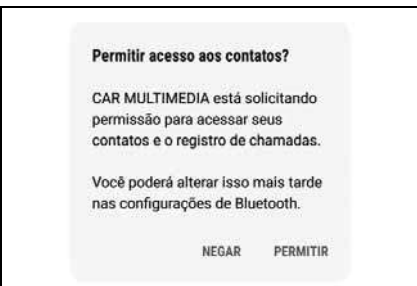 Permitir acesso aos contatos?
CAR MULTIMEDIA está solicitando
permissão para acessar seus
contatos e o registro de chamadas.
Você poderá alterar isso mais tarde
nas configurações de Bluetooth.
NEGAR PERMITIR